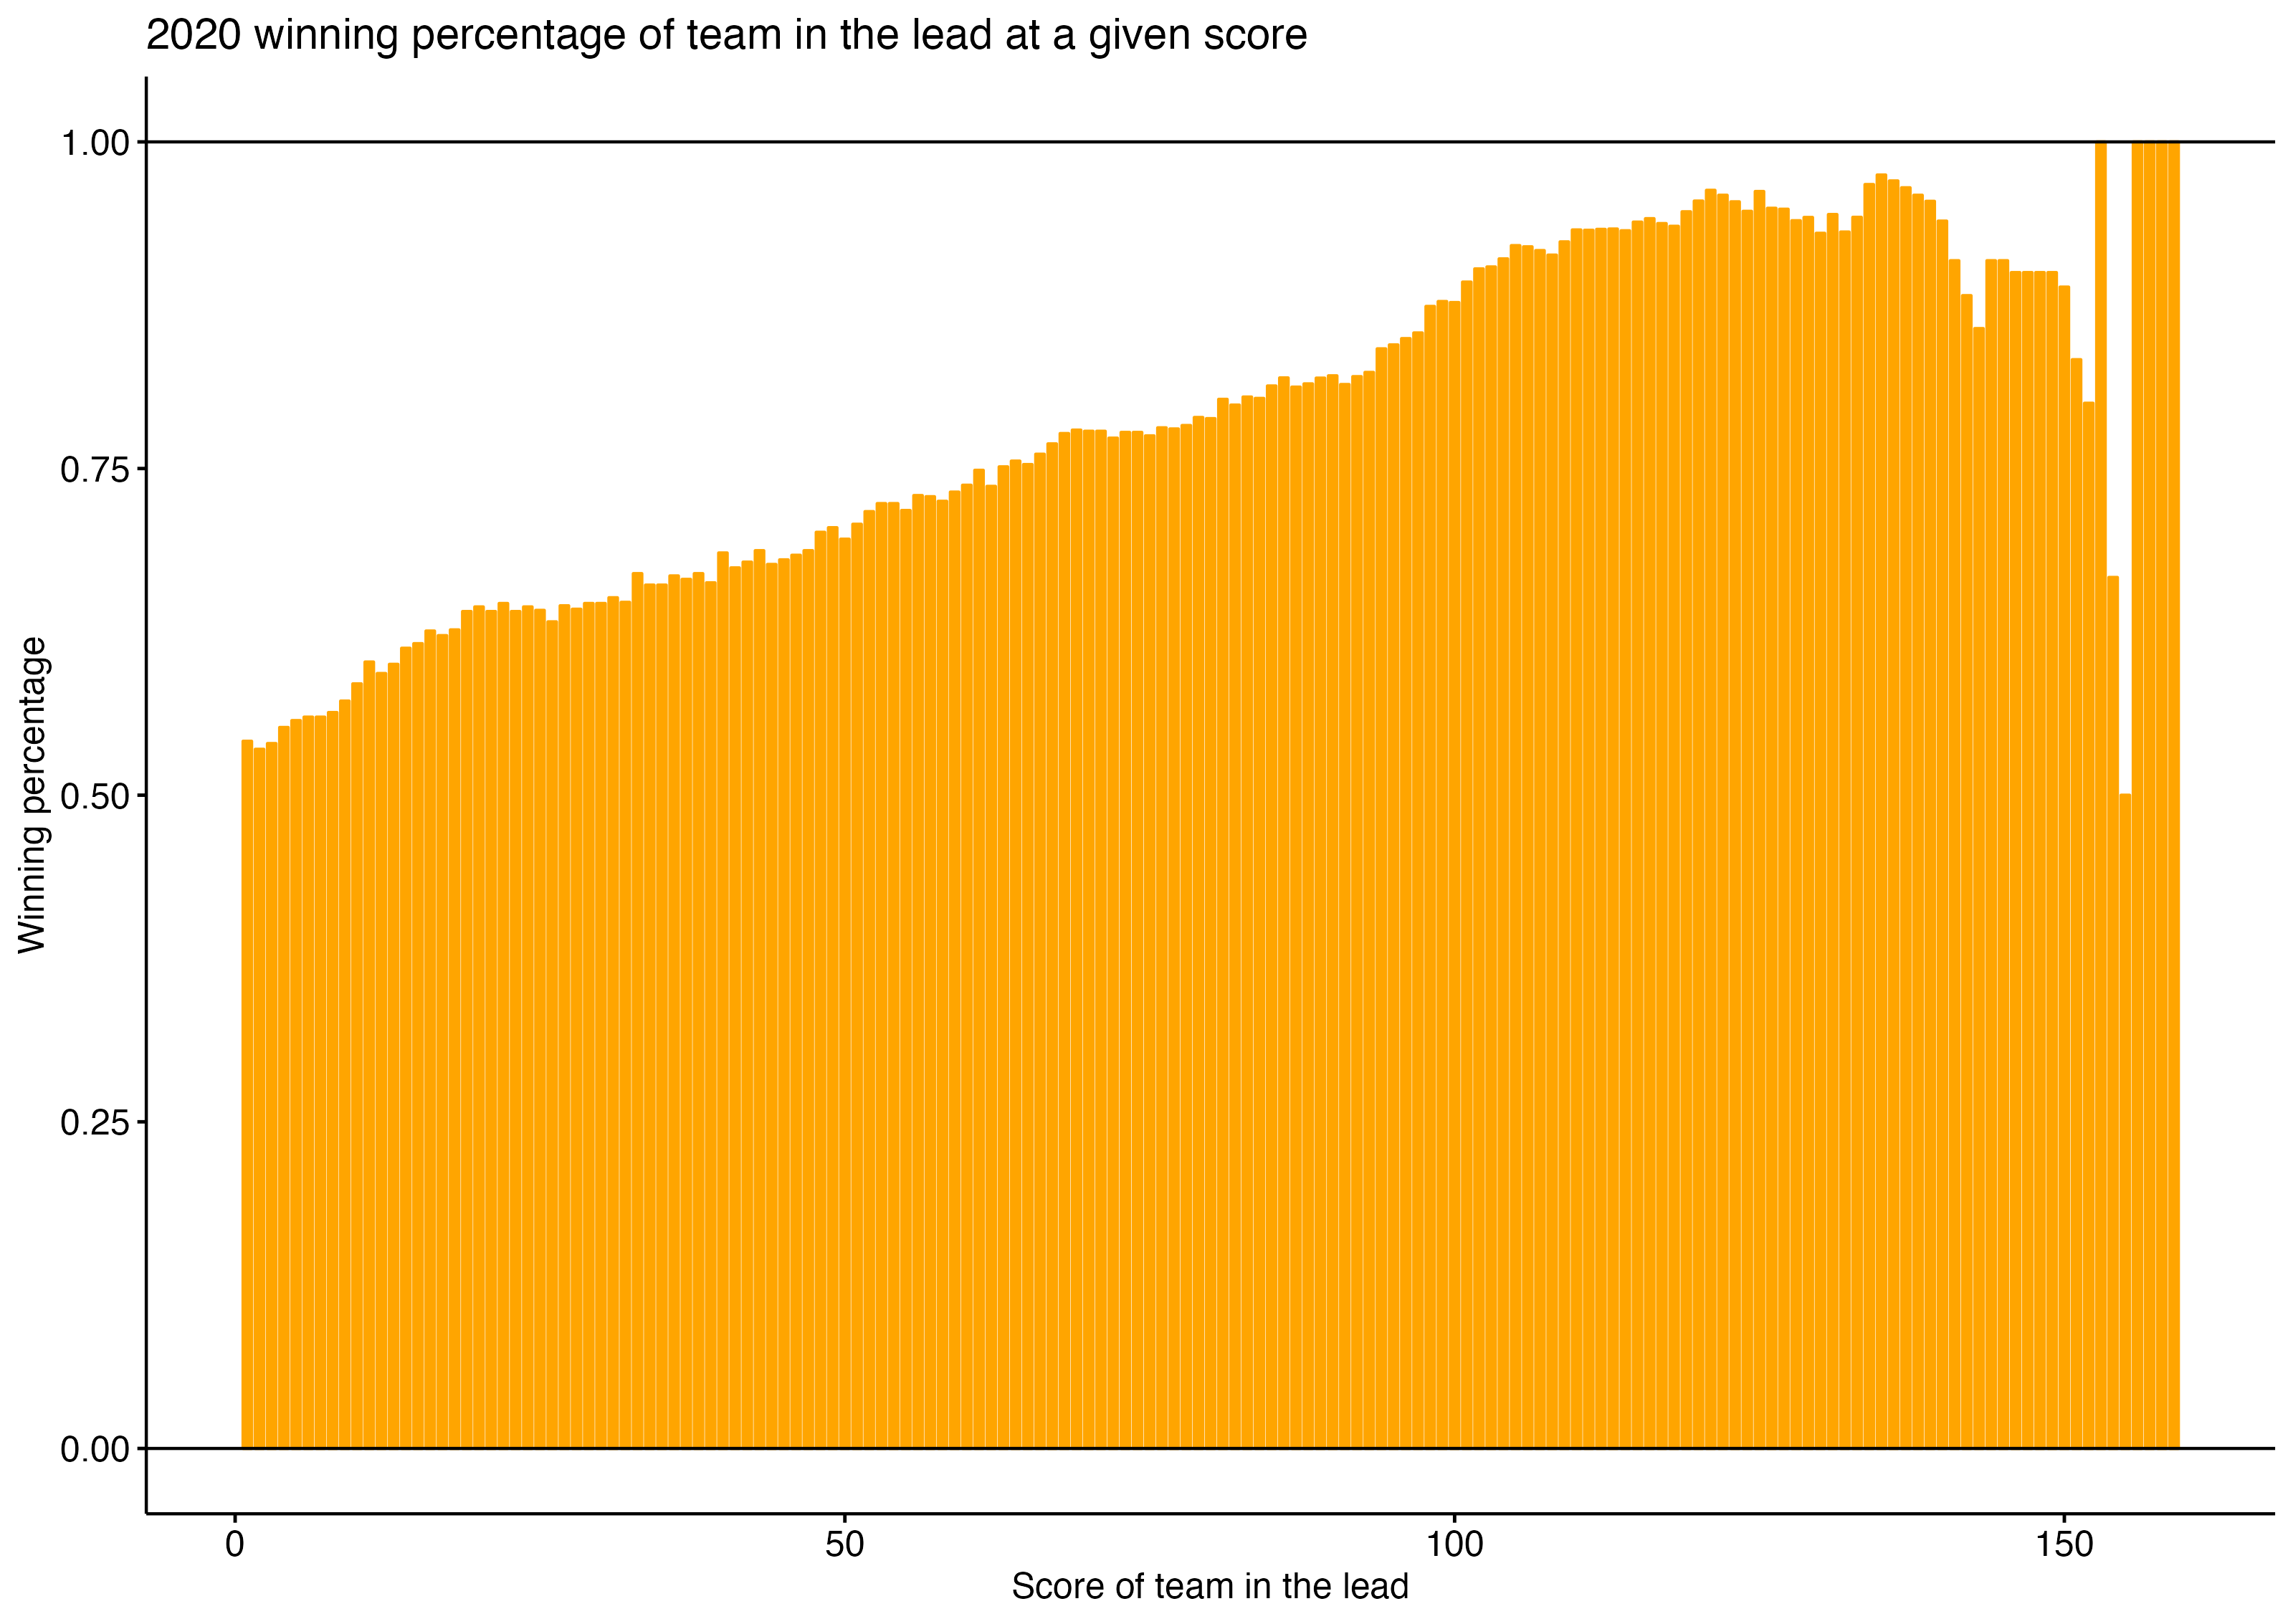 2020 winning percentage of team in the lead at a given score
1.00
0.75
0.50
0.25
0.00
Winning percentage
0 50 100 150
Score of team in the lead